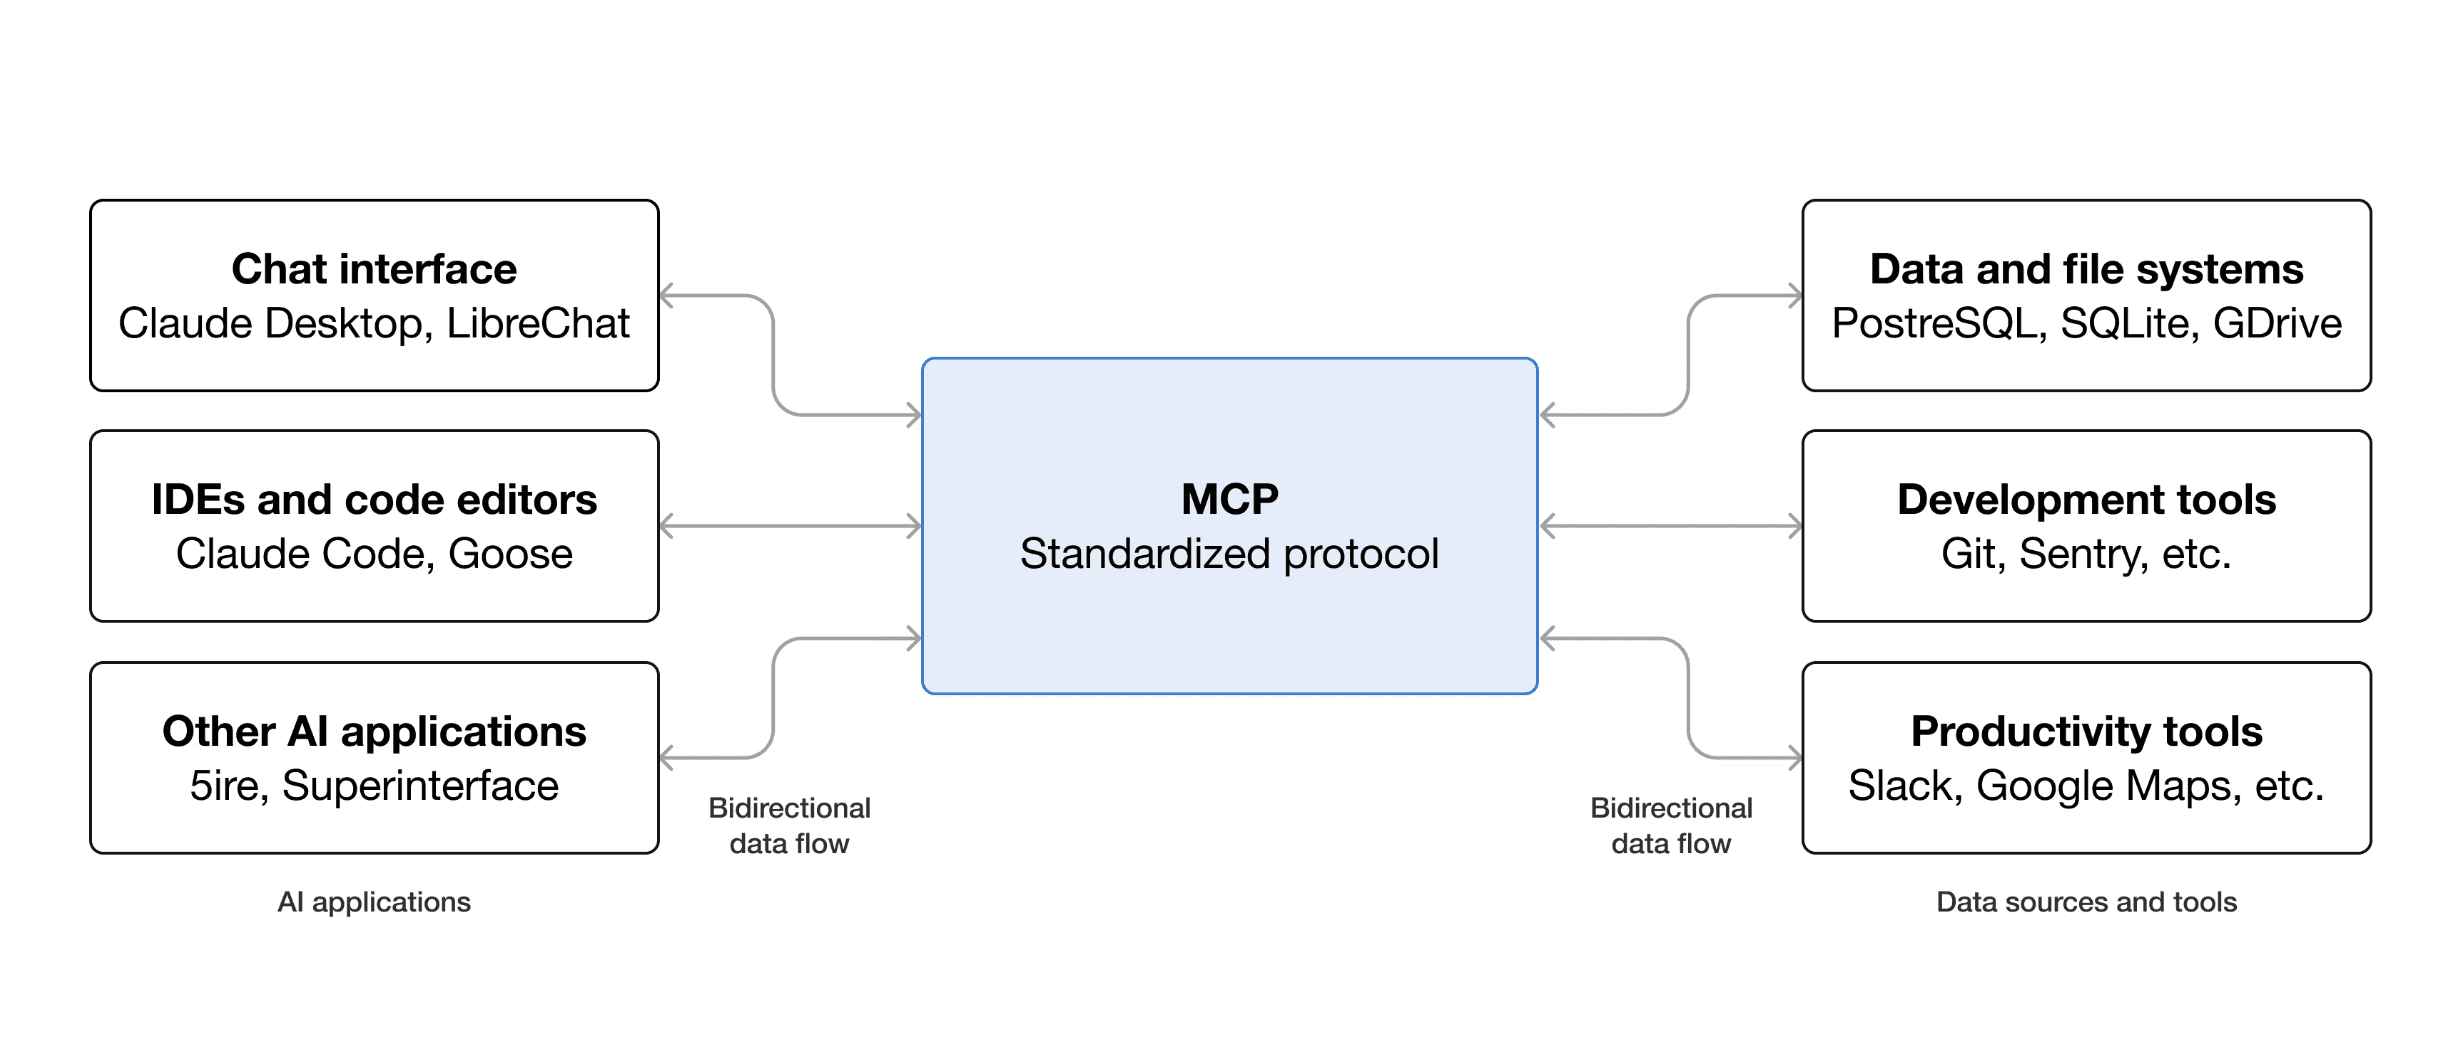 Chat interface
Claude Desktop, LibreChat
IDEs and code editors
Claude Code, Goose
Other AI applications
5ire, Superinterface
AI applications
Bidirectional
data flow
MCP
Standardized protocol
Bidirectional
data flow
Data and file systems
PostreSQL, SQLite, GDrive
Development tools
Git, Sentry, etc.
Productivity tools
Slack, Google Maps, etc.
Data sources and tools